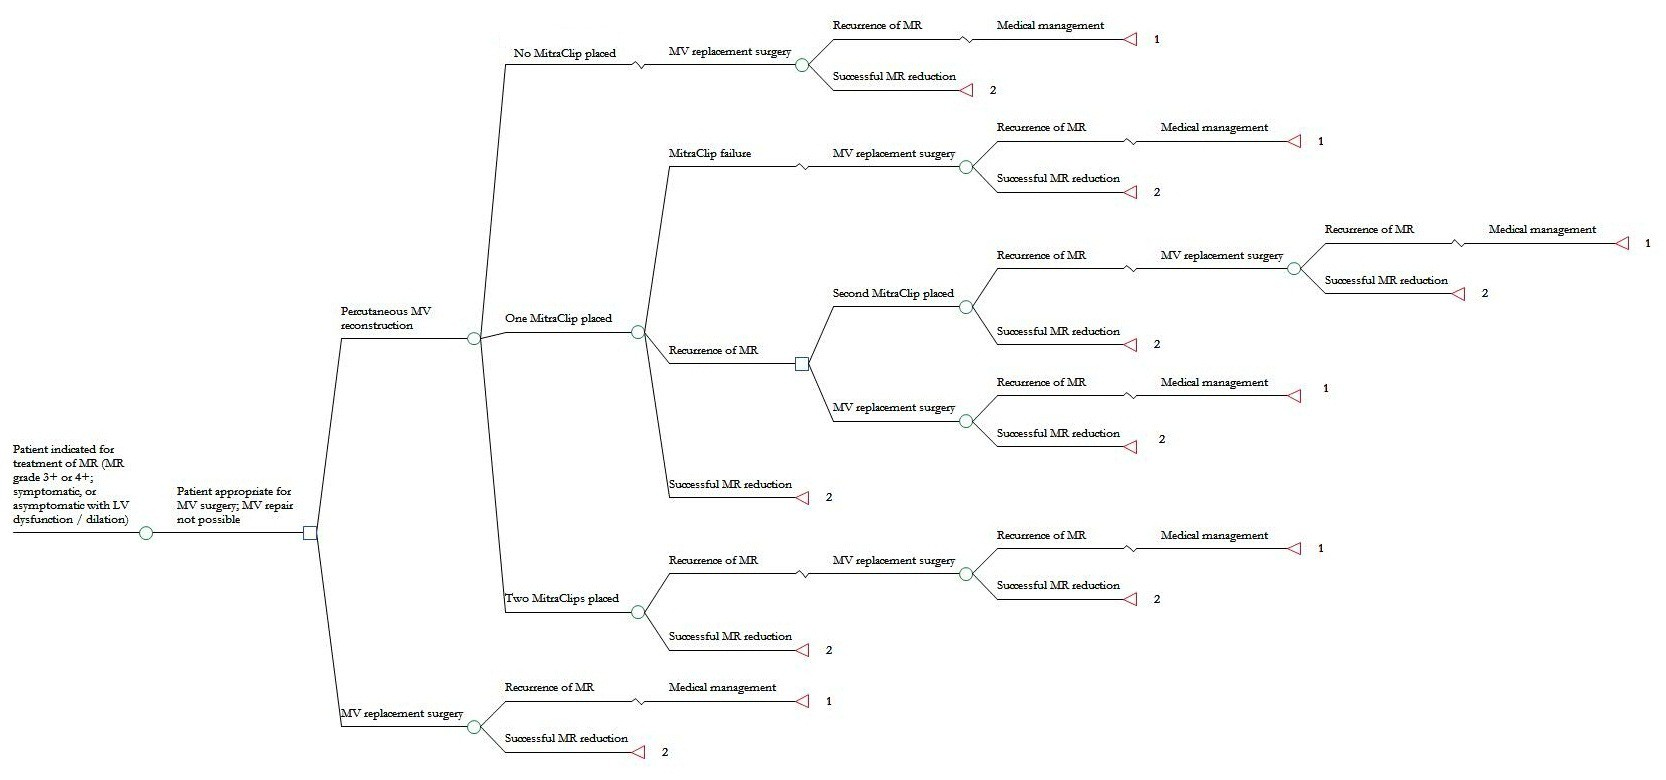 Recurrence of MR
Medical management
1
No MitraClip placed
MV replacement surgery
Successful MR reduction
2
Recurrence of MR
Medical management
1
MitraClip failure
MV replacement surgery
Successful MR reduction
2
Recurrence of MR
Medical management
1
Recurrence of MR
MV replacement surgery
Successful MR reduction
2
Second MitraClip placed
Successful MR reduction
2
Percutaneous MV
reconstruction
One MitraClip placed
Recurrence of MR
Recurrence of MR
Medical management
1
MV replacement surgery
Successful MR reduction
2
Successful MR reduction
2
Patient indicated for
treatment of MR (MR
grade 3+ or 4+;
symptomatic, or
asymptomatic with LV
dysfunction / dilation)
Patient appropriate for
MV surgery; MV repair
not possible
Recurrence of MR
Medical management
1
Recurrence of MR
MV replacement surgery
Successful MR reduction
2
Two MitraClips placed
Successful MR reduction
2
Recurrence of MR
Medical management
1
MV replacement surgery
Successful MR reduction
2